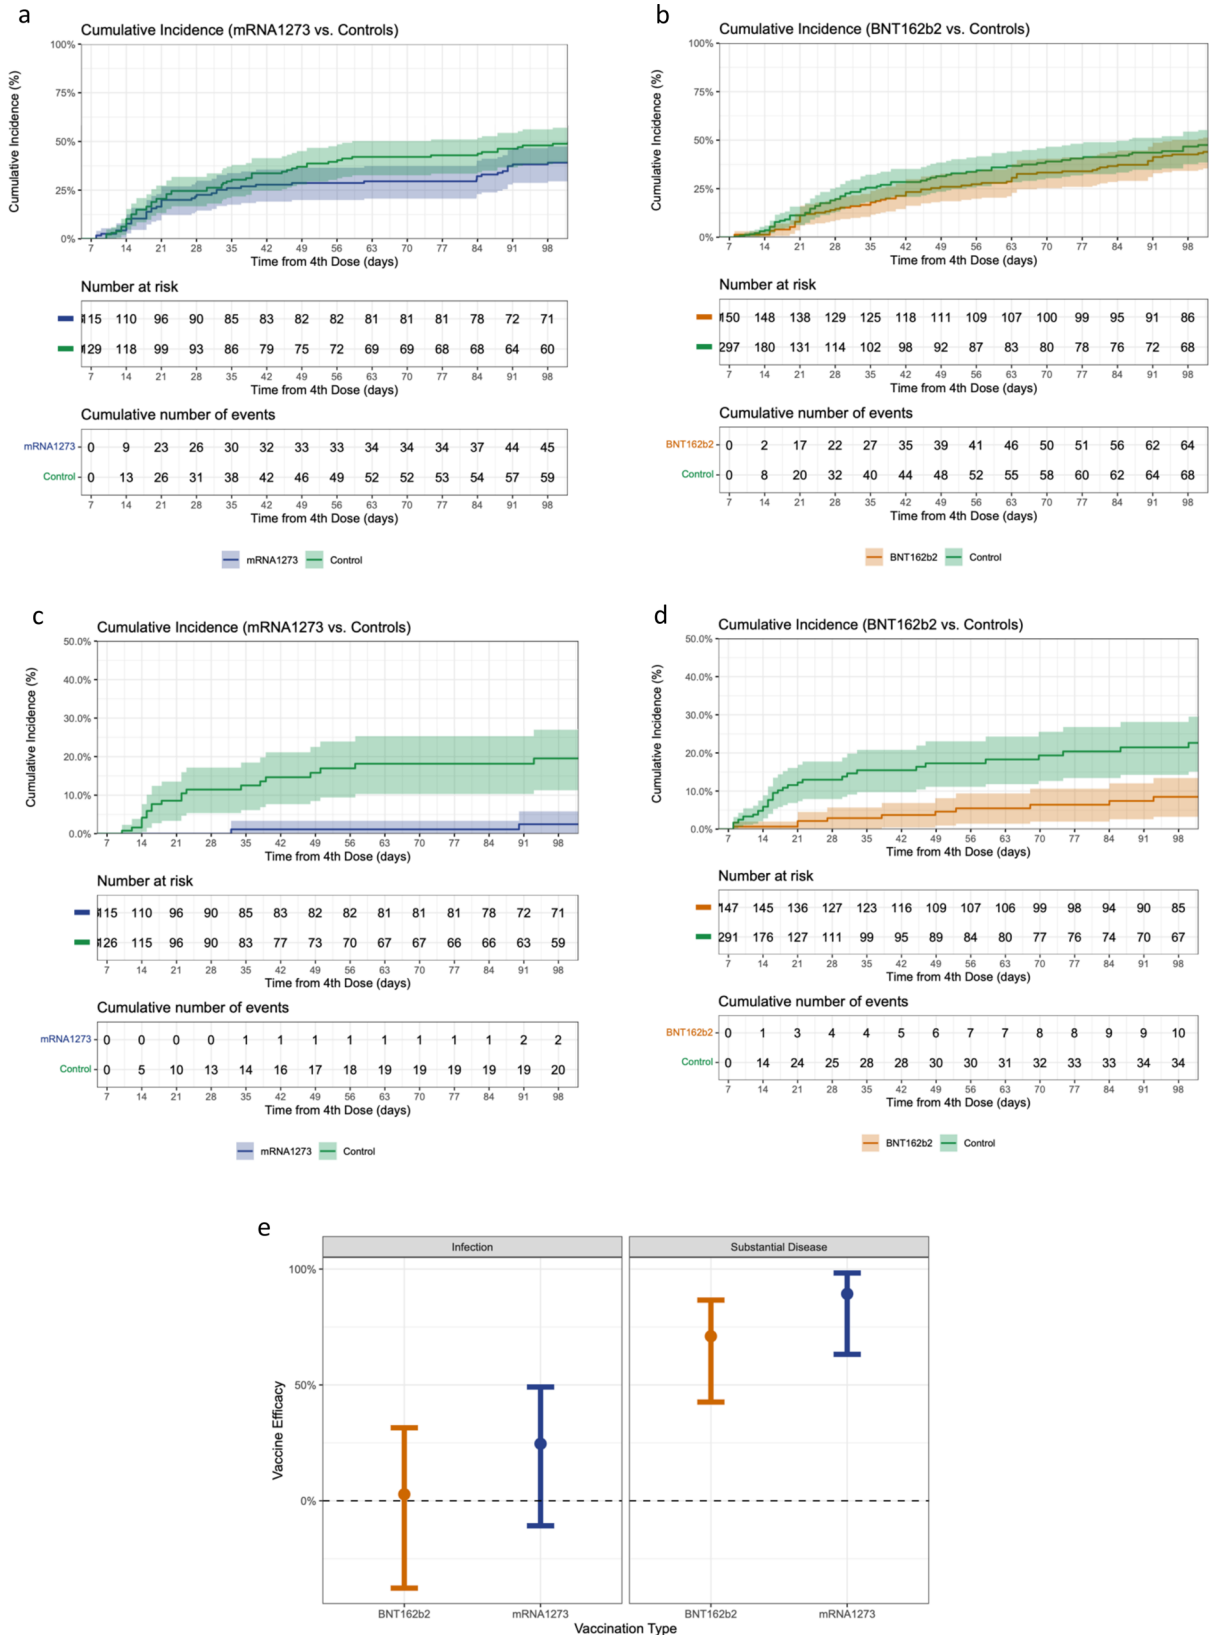 a
Cumulative Incidence (mRNA1273 vs. Controls)
Cumulative Incidence (%)
100%
75%
50%
25%
0%
7 14 21 28 35 42 49 56 63 70 77 84 91 98
Time from 4th Dose (days)
Number at risk
115 110 96 90 85 83 82 82 81 81 81 78 72 71
129 118 99 93 86 79 75 72 69 69 68 68 64 60
7 14 21 28 35 42 49 56 63 70 77 84 91 98
Time from 4th Dose (days)
Cumulative number of events
mRNA1273 0 9 23 26 30 32 33 33 34 34 34 37 44 45
Control 0 13 26 31 38 42 46 49 52 52 53 54 57 59
7 14 21 28 35 42 49 56 63 70 77 84 91 98
Time from 4th Dose (days)
mRNA1273 Control
b
Cumulative Incidence (BNT162b2 vs. Controls)
Cumulative Incidence (%)
100%
75%
50%
25%
0%
7 14 21 28 35 42 49 56 63 70 77 84 91 98
Time from 4th Dose (days)
Number at risk
150 148 138 129 125 118 111 109 107 100 99 95 91 86
297 180 131 114 102 98 92 87 83 80 78 76 72 68
7 14 21 28 35 42 49 56 63 70 77 84 91 98
Time from 4th Dose (days)
Cumulative number of events
BNT162b2 0 2 17 22 27 35 39 41 46 50 51 56 62 64
Control 0 8 20 32 40 44 48 52 55 58 60 62 64 68
7 14 21 28 35 42 49 56 63 70 77 84 91 98
Time from 4th Dose (days)
BNT162b2 Control
c
Cumulative Incidence (mRNA1273 vs. Controls)
Cumulative Incidence (%)
50.0%
40.0%
30.0%
20.0%
10.0%
0.0%
7 14 21 28 35 42 49 56 63 70 77 84 91 98
Time from 4th Dose (days)
Number at risk
115 110 96 90 85 83 82 82 81 81 81 78 72 71
126 115 96 90 83 77 73 70 67 67 66 66 63 59
7 14 21 28 35 42 49 56 63 70 77 84 91 98
Time from 4th Dose (days)
Cumulative number of events
mRNA1273 0 0 0 0 1 1 1 1 1 1 1 1 2 2
Control 0 5 10 13 14 16 17 18 19 19 19 19 19 20
7 14 21 28 35 42 49 56 63 70 77 84 91 98
Time from 4th Dose (days)
mRNA1273 Control
d
Cumulative Incidence (BNT162b2 vs. Controls)
Cumulative Incidence (%)
50.0%
40.0%
30.0%
20.0%
10.0%
0.0%
7 14 21 28 35 42 49 56 63 70 77 84 91 98
Time from 4th Dose (days)
Number at risk
147 145 136 127 123 116 109 107 106 99 98 94 90 85
291 176 127 111 99 95 89 84 80 77 76 74 70 67
7 14 21 28 35 42 49 56 63 70 77 84 91 98
Time from 4th Dose (days)
Cumulative number of events
BNT162b2 0 1 3 4 4 5 6 7 7 8 8 9 9 10
Control 0 14 24 25 28 28 30 30 31 32 33 33 34 34
7 14 21 28 35 42 49 56 63 70 77 84 91 98
Time from 4th Dose (days)
BNT162b2 Control
e
Infection Substantial Disease
Vaccine Efficacy
100%
50%
0%
BNT162b2 mRNA1273 BNT162b2 mRNA1273
Vaccination Type